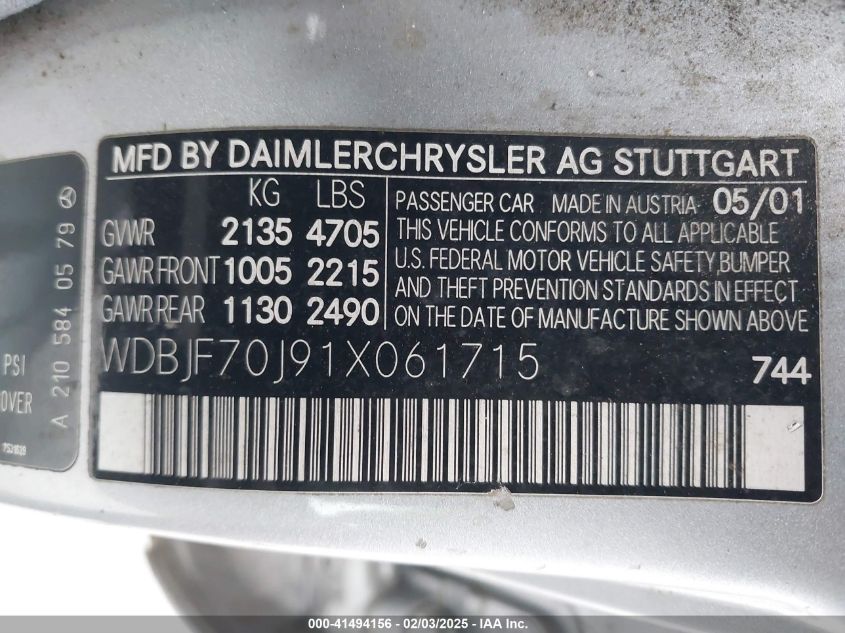 MFD BY DAIMLERCHRYSLER AG STUTTGART
KG LBS
GVWR 2135 4705
GAWR FRONT 1005 2215
GAWR REAR 1130 2490
PASSENGER CAR MADE IN AUSTRIA 05/01
THIS VEHICLE CONFORMS TO ALL APPLICABLE
U.S. FEDERAL MOTOR VEHICLE SAFETY,BUMPER
AND THEFT PREVENTION STANDARDS IN EFFECT
ON THE DATE OF MANUFACTURE SHOWN ABOVE
WDBJF70J91X061715
744
A 210 584 05 79
PSI
OVER
000-41494156 - 02/03/2025 - IAA, Inc.